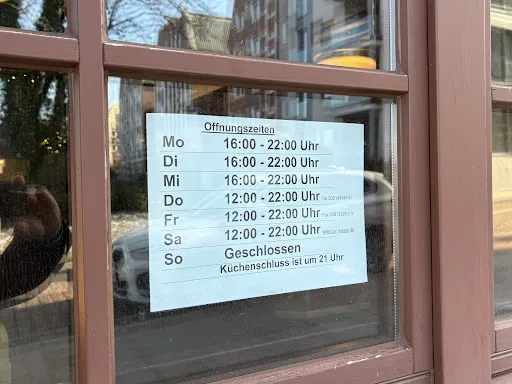 Öffnungszeiten
Mo 16:00 - 22:00 Uhr
Di 16:00 - 22:00 Uhr
Mi 16:00 - 22:00 Uhr
Do 12:00 - 22:00 Uhr
Fr 12:00 - 22:00 Uhr
Sa 12:00 - 22:00 Uhr
So Geschlossen
Küchenschluss ist um 21 Uhr